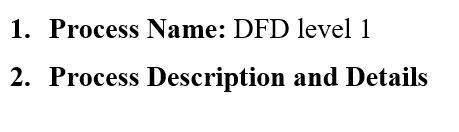 1. Process Name: DFD level 1
2. Process Description and Details